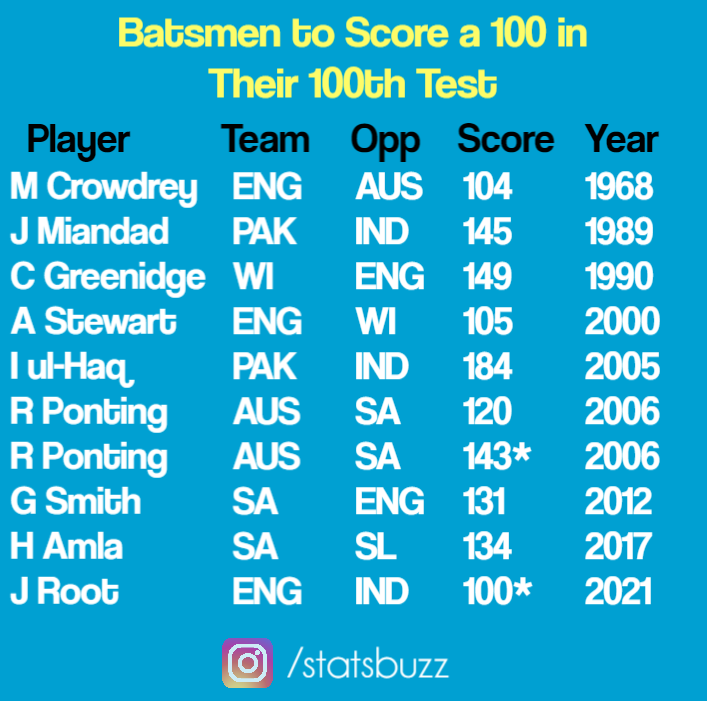 Batsmen to Score a 100 in
Their 100th Test
Player Team Opp Score Year
M Crowdrey ENG AUS 104 1968
J Miandad PAK IND 145 1989
C Greenidge WI ENG 149 1990
A Stewart ENG WI 105 2000
I ul-Haq PAK IND 184 2005
R Ponting AUS SA 120 2006
R Ponting AUS SA 143* 2006
G Smith SA ENG 131 2012
H Amla SA SL 134 2017
J Root ENG IND 100* 2021
/statsbuzz